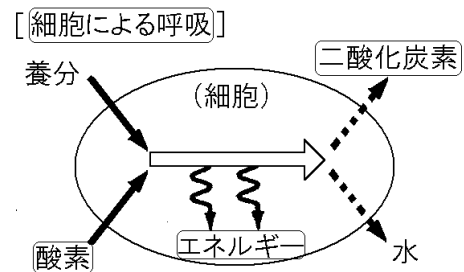 [細胞による呼吸]
養分
二酸化炭素
(細胞)
酸素
エネルギー
水